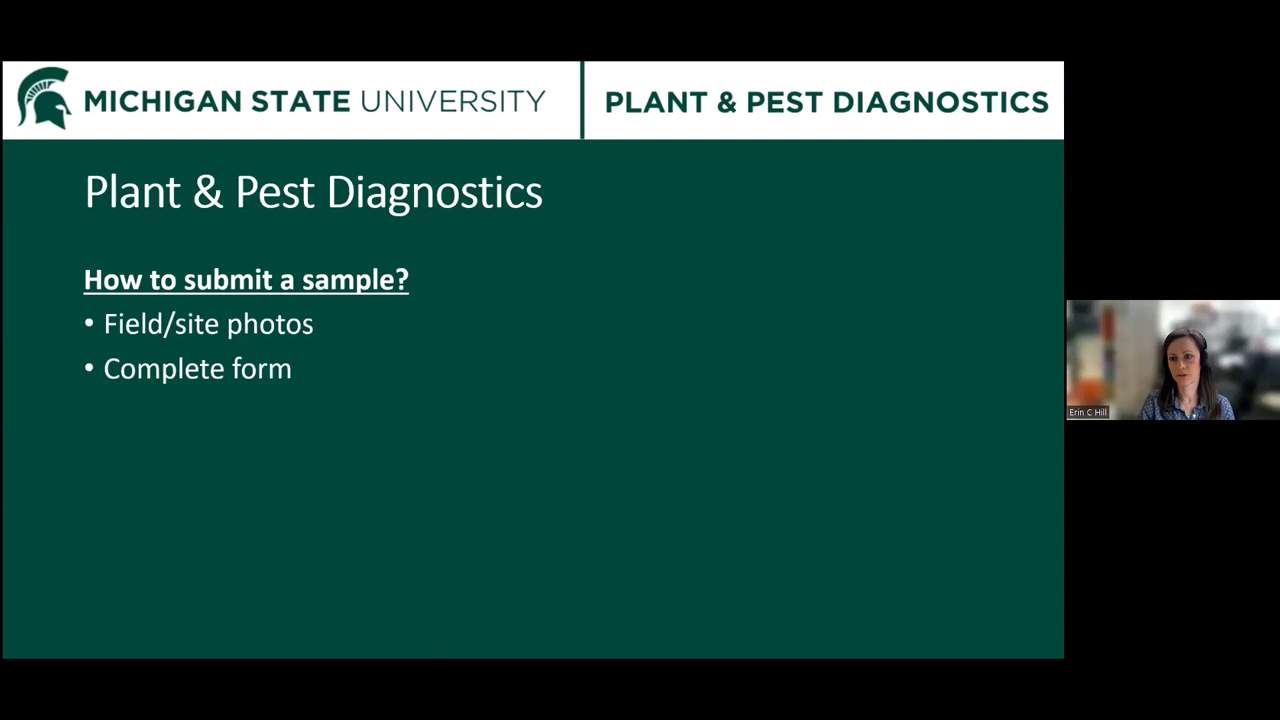 MICHIGAN STATE UNIVERSITY
PLANT & PEST DIAGNOSTICS
Plant & Pest Diagnostics
How to submit a sample?
• Field/site photos
• Complete form
Erin C Hill